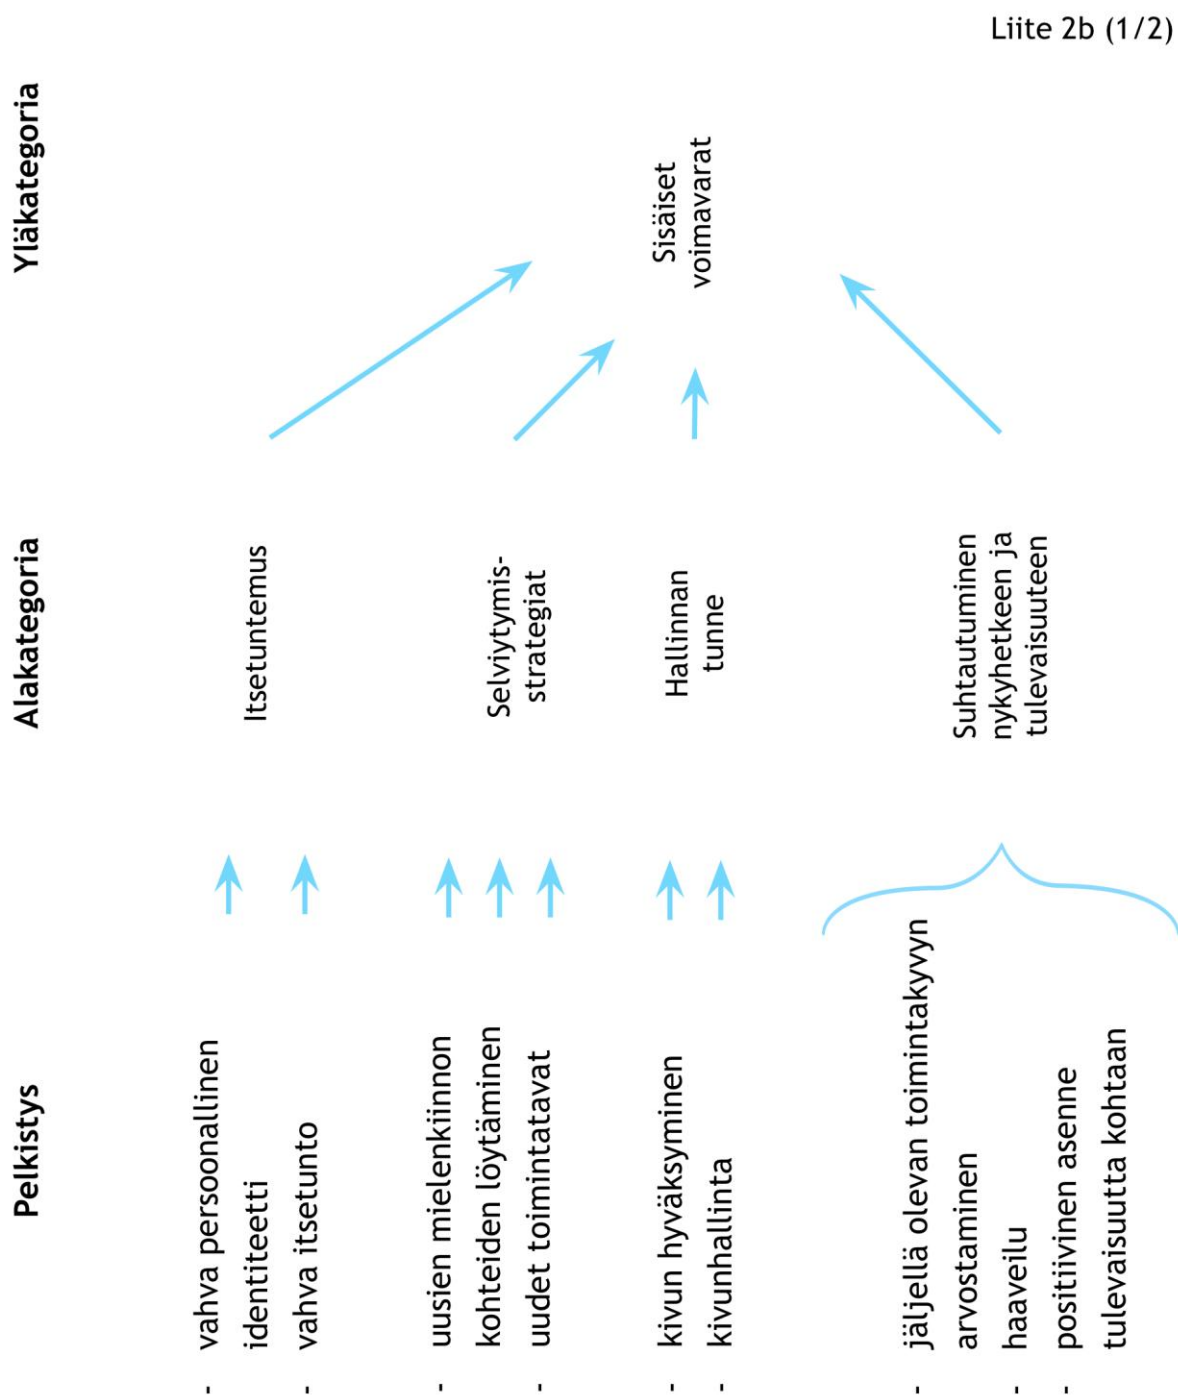 Liite 2b (1/2)
Pelkistys
Alakategoria
Yläkategoria
- vahva persoonallinen
identiteetti
- vahva itsetunto
Itsetuntemus
- uusien mielenkiinnon
kohteiden löytäminen
- uudet toimintatavat
Selviytymis-
strategiat
- kivun hyväksyminen
- kivunhallinta
Hallinnan
tunne
- jäljellä olevan toimintakyvyn
arvostaminen
- haaveilu
- positiivinen asenne
tulevaisuutta kohtaan
Suhtautuminen
nykyhetkeen ja
tulevaisuuteen
Sisäiset
voimavarat